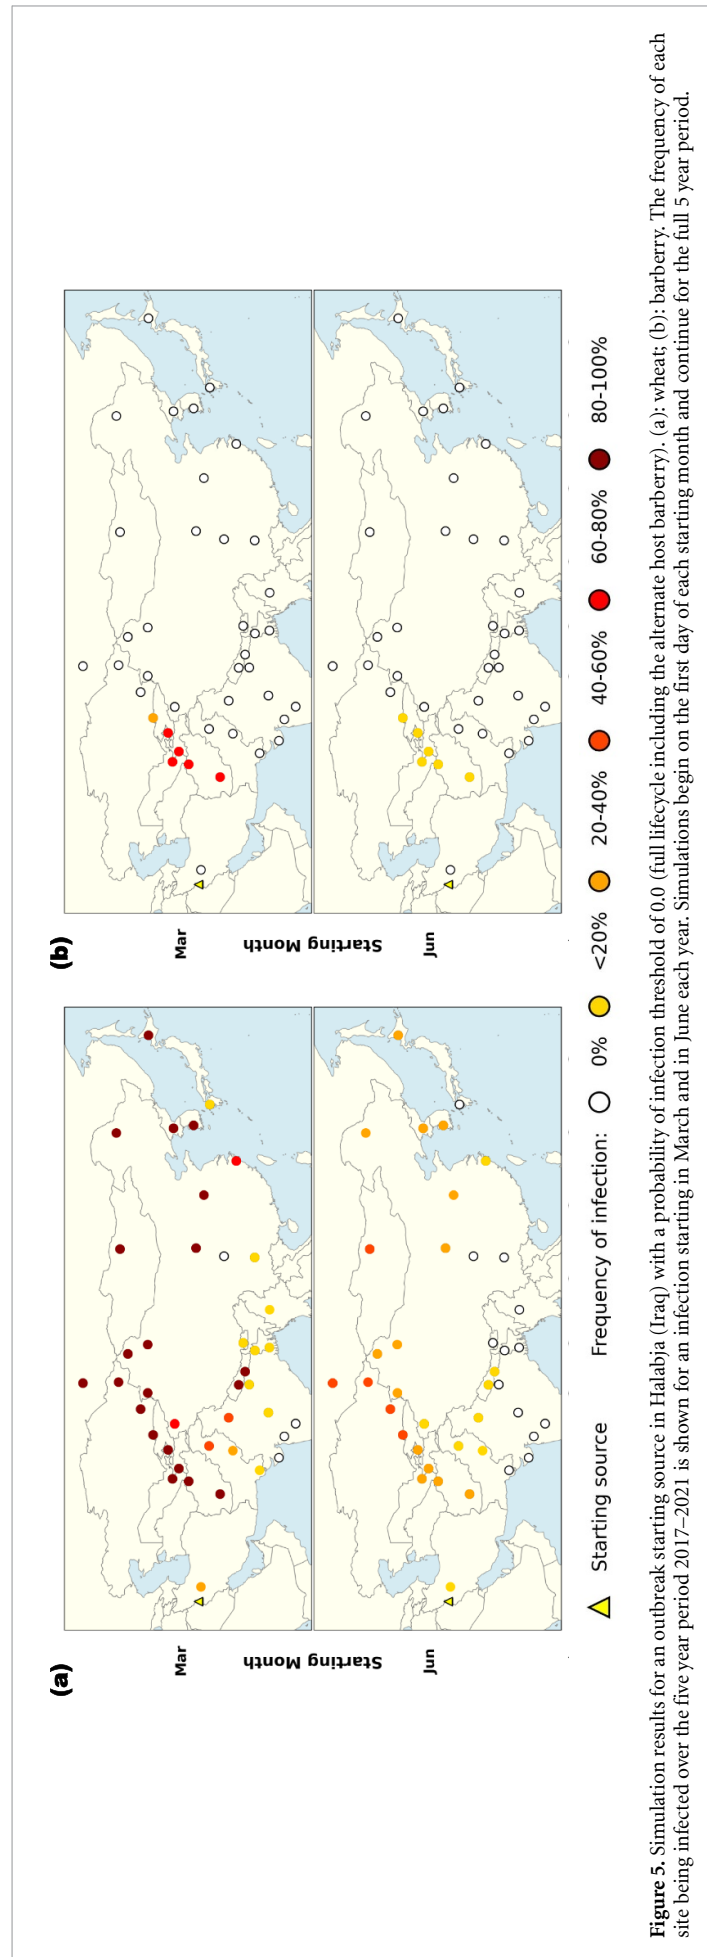 (a)
(b)
Mar
Mar
Starting Month
Starting Month
Jun
Jun
Starting source Frequency of infection: 0% <20% 20-40% 40-60% 60-80% 80-100%
Figure 5. Simulation results for an outbreak starting source in Halabja (Iraq) with a probability of infection threshold of 0.0 (full lifecycle including the alternate host barberry). (a): wheat; (b): barberry. The frequency of each
site being infected over the five year period 2017–2021 is shown for an infection starting in March and in June each year. Simulations begin on the first day of each starting month and continue for the full 5 year period.